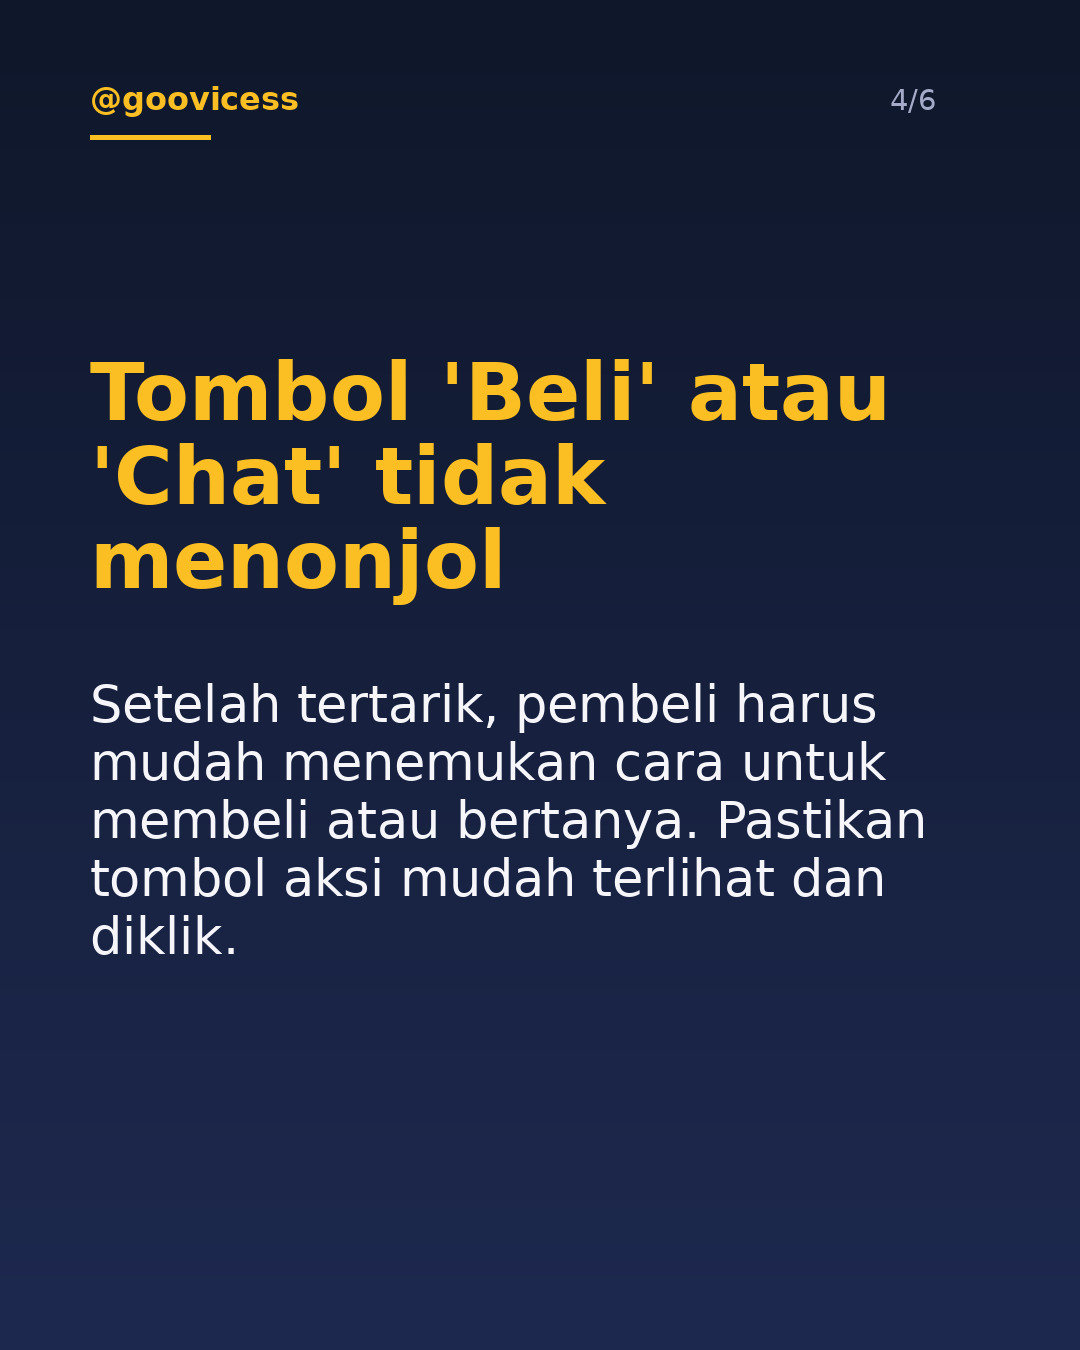 @goovicess
4/6
Tombol 'Beli' atau
'Chat' tidak
menonjol
Setelah tertarik, pembeli harus
mudah menemukan cara untuk
membeli atau bertanya. Pastikan
tombol aksi mudah terlihat dan
diklik.